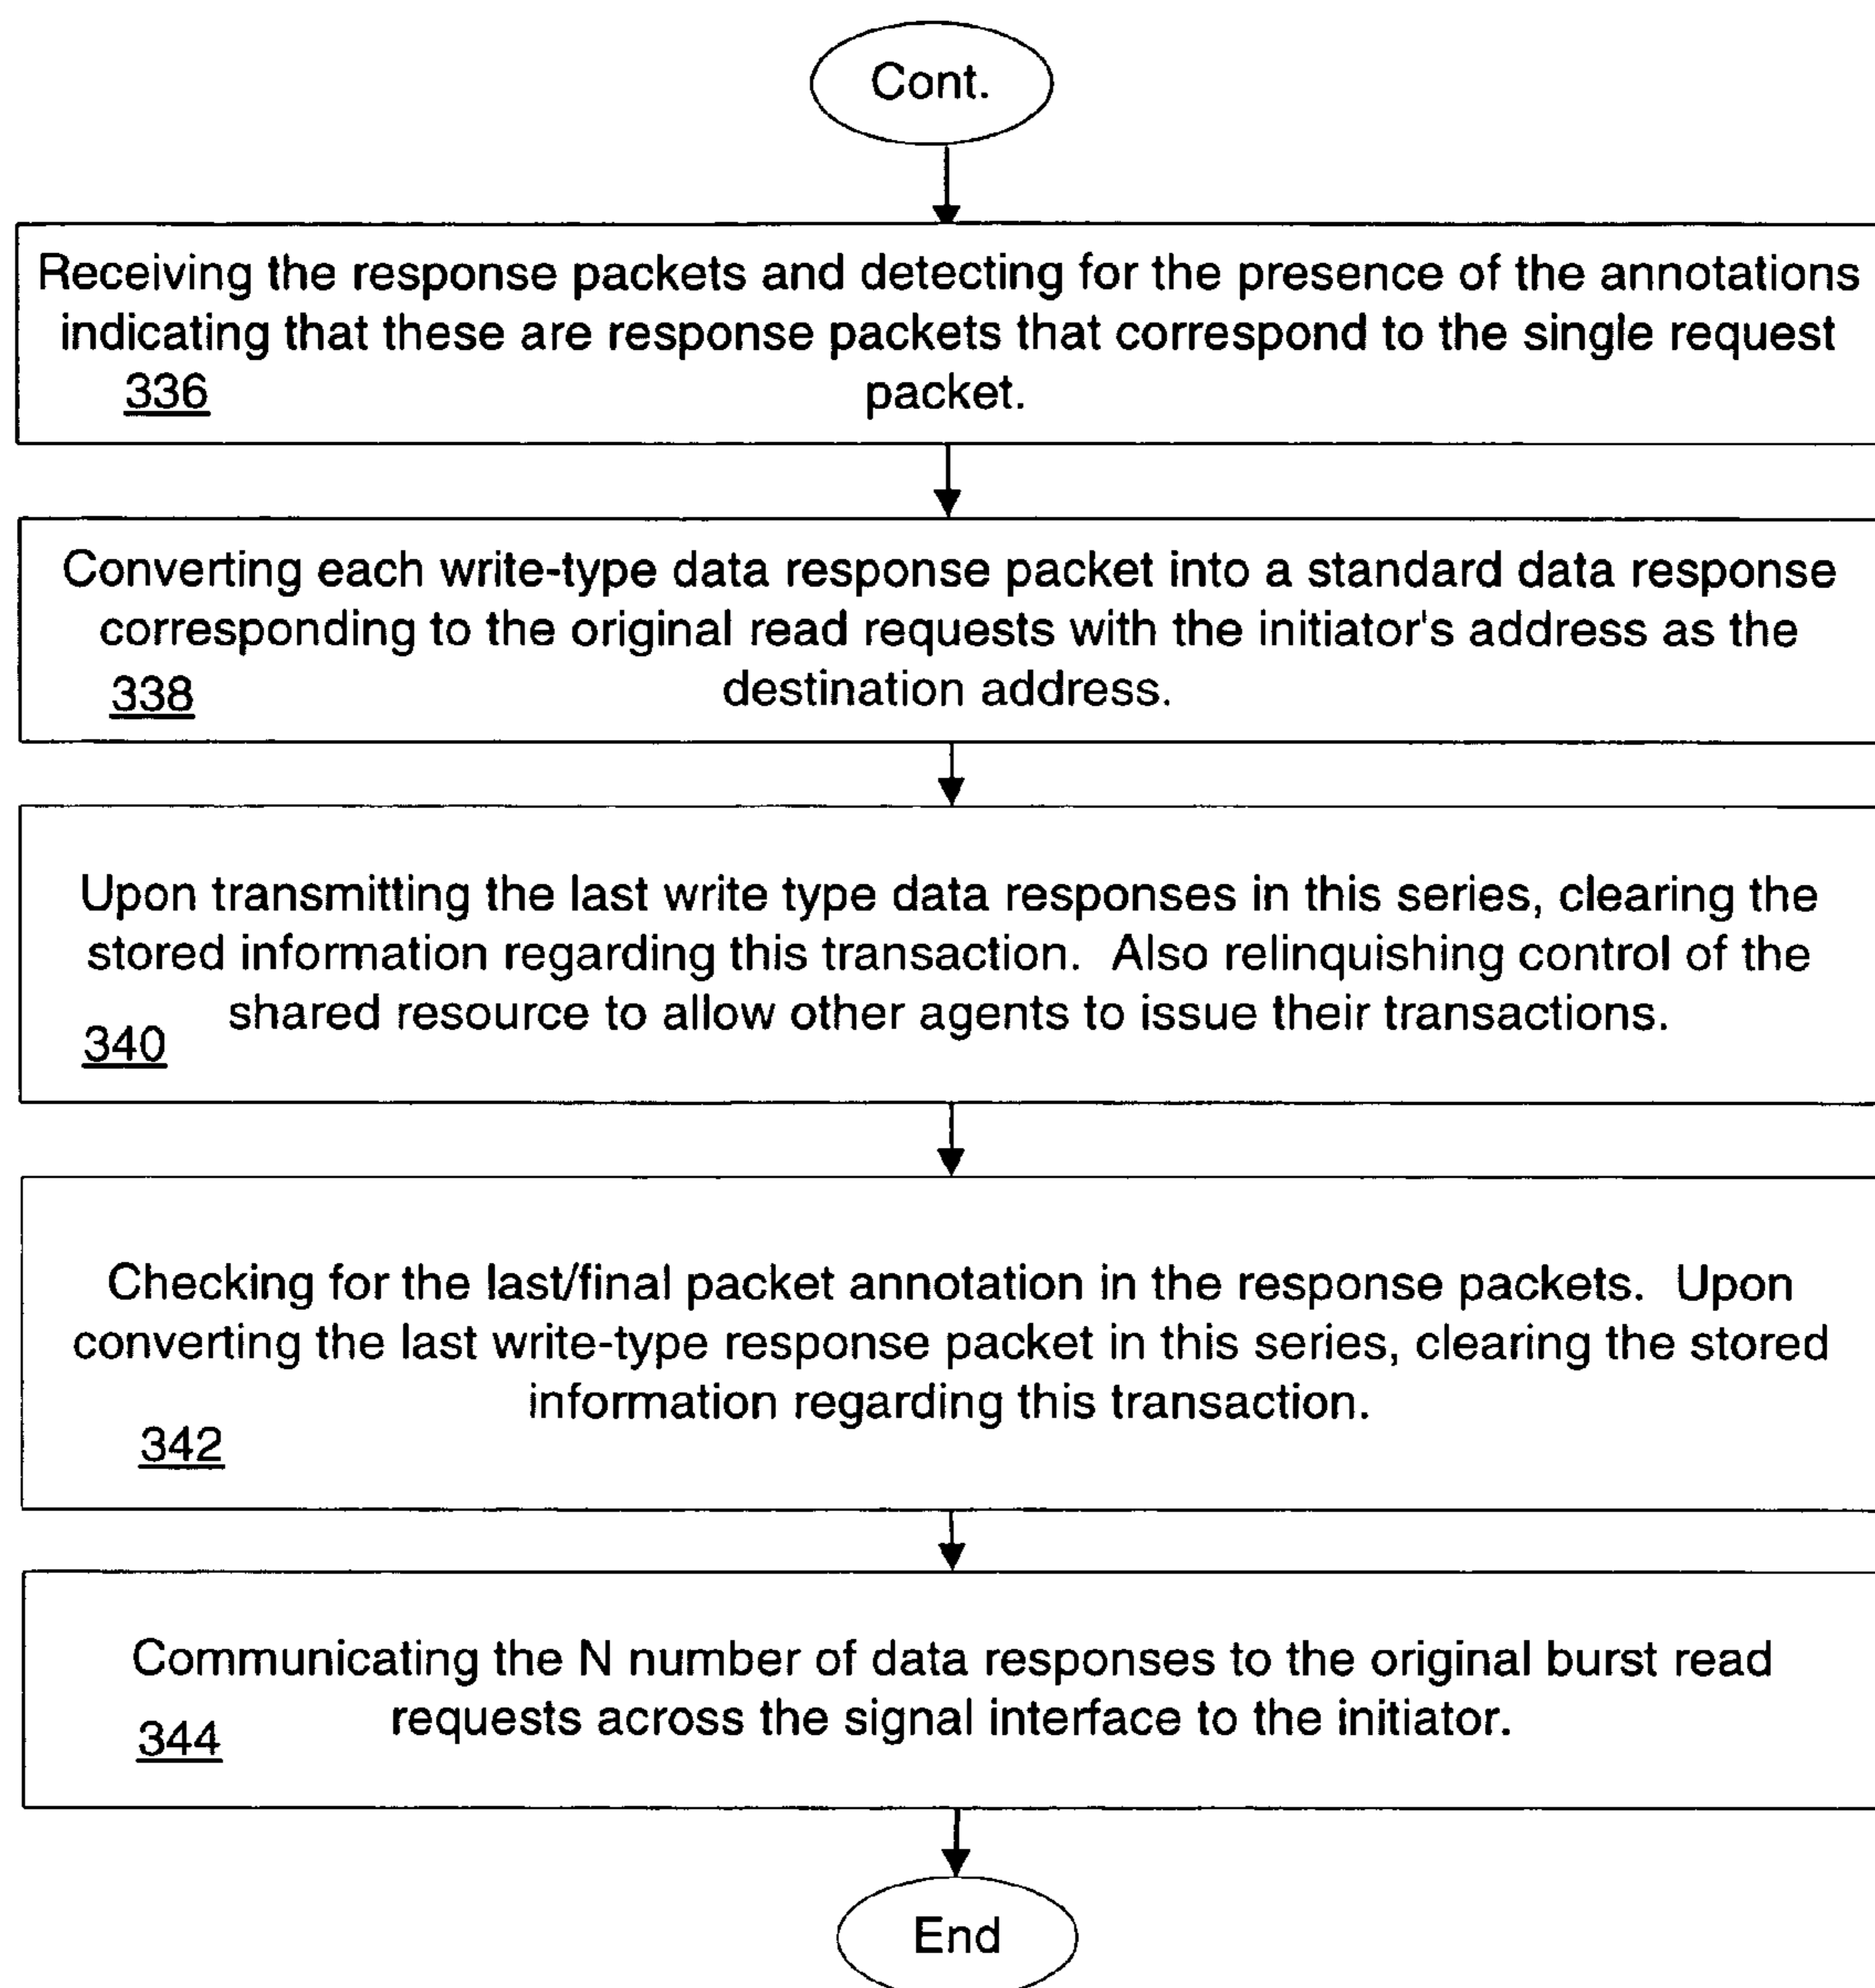 Cont.
Receiving the response packets and detecting for the presence of the annotations
indicating that these are response packets that correspond to the single request
packet.
336
Converting each write-type data response packet into a standard data response
corresponding to the original read requests with the initiator's address as the
destination address.
338
Upon transmitting the last write type data responses in this series, clearing the
stored information regarding this transaction.  Also relinquishing control of the
shared resource to allow other agents to issue their transactions.
340
Checking for the last/final packet annotation in the response packets.  Upon
converting the last write-type response packet in this series, clearing the stored
information regarding this transaction.
342
Communicating the N number of data responses to the original burst read
requests across the signal interface to the initiator.
344
End